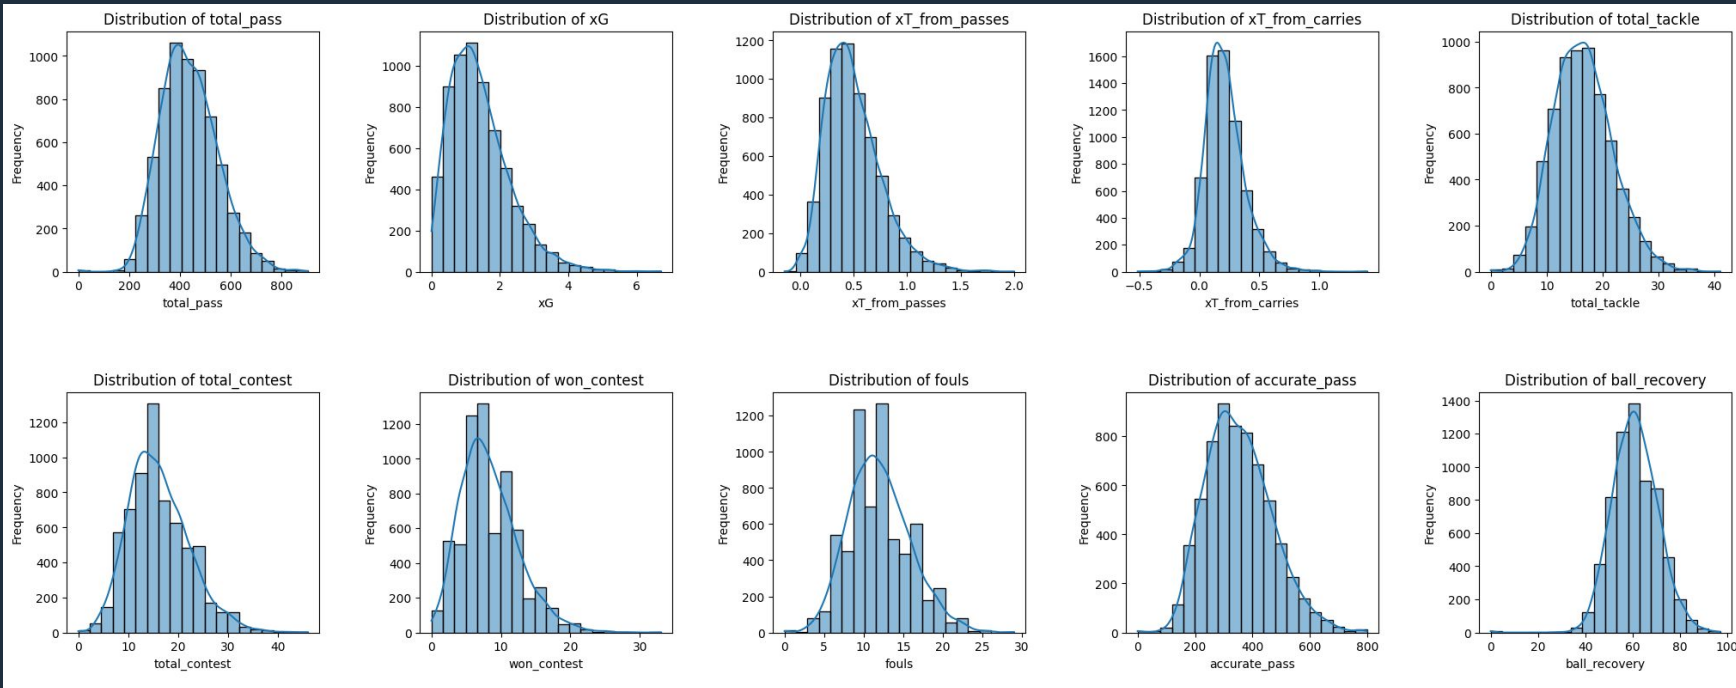 Distribution of total_pass
1000
800
600
400
200
0
Frequency
0 200 400 600 800
total_pass
Distribution of xG
1000
800
600
400
200
0
Frequency
0 2 4 6
xG
Distribution of xT_from_passes
1200
1000
800
600
400
200
0
Frequency
0.0 0.5 1.0 1.5 2.0
xT_from_passes
Distribution of xT_from_carries
1600
1400
1200
1000
800
600
400
200
0
Frequency
−0.5 0.0 0.5 1.0
xT_from_carries
Distribution of total_tackle
1000
800
600
400
200
0
Frequency
0 10 20 30 40
total_tackle
Distribution of total_contest
1200
1000
800
600
400
200
0
Frequency
0 10 20 30 40
total_contest
Distribution of won_contest
1200
1000
800
600
400
200
0
Frequency
0 10 20 30
won_contest
Distribution of fouls
1200
1000
800
600
400
200
0
Frequency
0 5 10 15 20 25 30
fouls
Distribution of accurate_pass
800
600
400
200
0
Frequency
0 200 400 600 800
accurate_pass
Distribution of ball_recovery
1400
1200
1000
800
600
400
200
0
Frequency
0 20 40 60 80 100
ball_recovery